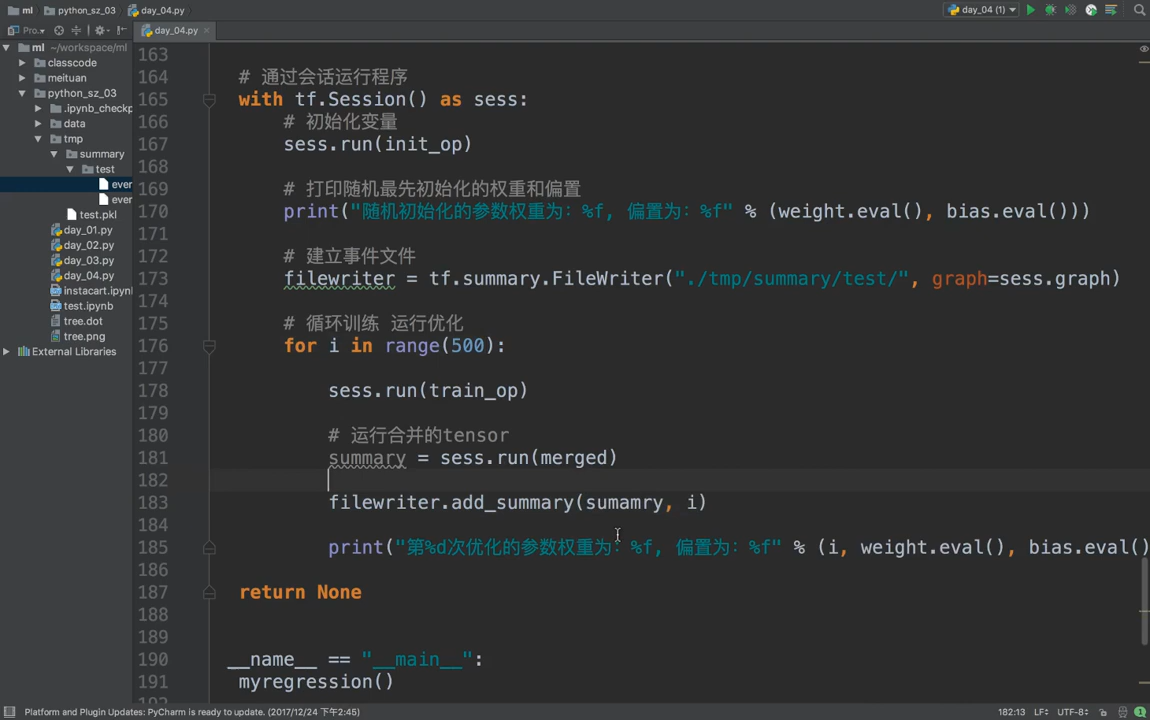 ml
python_sz_03
day_04.py
day_04 (1)
Pro..
day_04.py
ml ~/workspace/ml
classcode
meituan
python_sz_03
.ipynb_checkp
data
tmp
summary
test
ever
ever
test.pkl
day_01.py
day_02.py
day_03.py
day_04.py
instacart.ipynl
test.ipynb
tree.dot
tree.png
External Libraries
163
164 # 通过会话运行程序
165 with tf.Session() as sess:
166 # 初始化变量
167 sess.run(init_op)
168
169 # 打印随机最先初始化的权重和偏置
170 print("随机初始化的参数权重为：%f, 偏置为：%f" % (weight.eval(), bias.eval()))
171
172 # 建立事件文件
173 filewriter = tf.summary.FileWriter("./tmp/summary/test/", graph=sess.graph)
174
175 # 循环训练 运行优化
176 for i in range(500):
177
178 sess.run(train_op)
179
180 # 运行合并的tensor
181 summary = sess.run(merged)
182
183 filewriter.add_summary(sumamry, i)
184
185 print("第%d次优化的参数权重为：%f, 偏置为：%f" % (i, weight.eval(), bias.eval()
186
187 return None
188
189
190 __name__ == "__main__":
191 myregression()
Platform and Plugin Updates: PyCharm is ready to update. (2017/12/24 下午2:45)
182:13 LF UTF-8 1